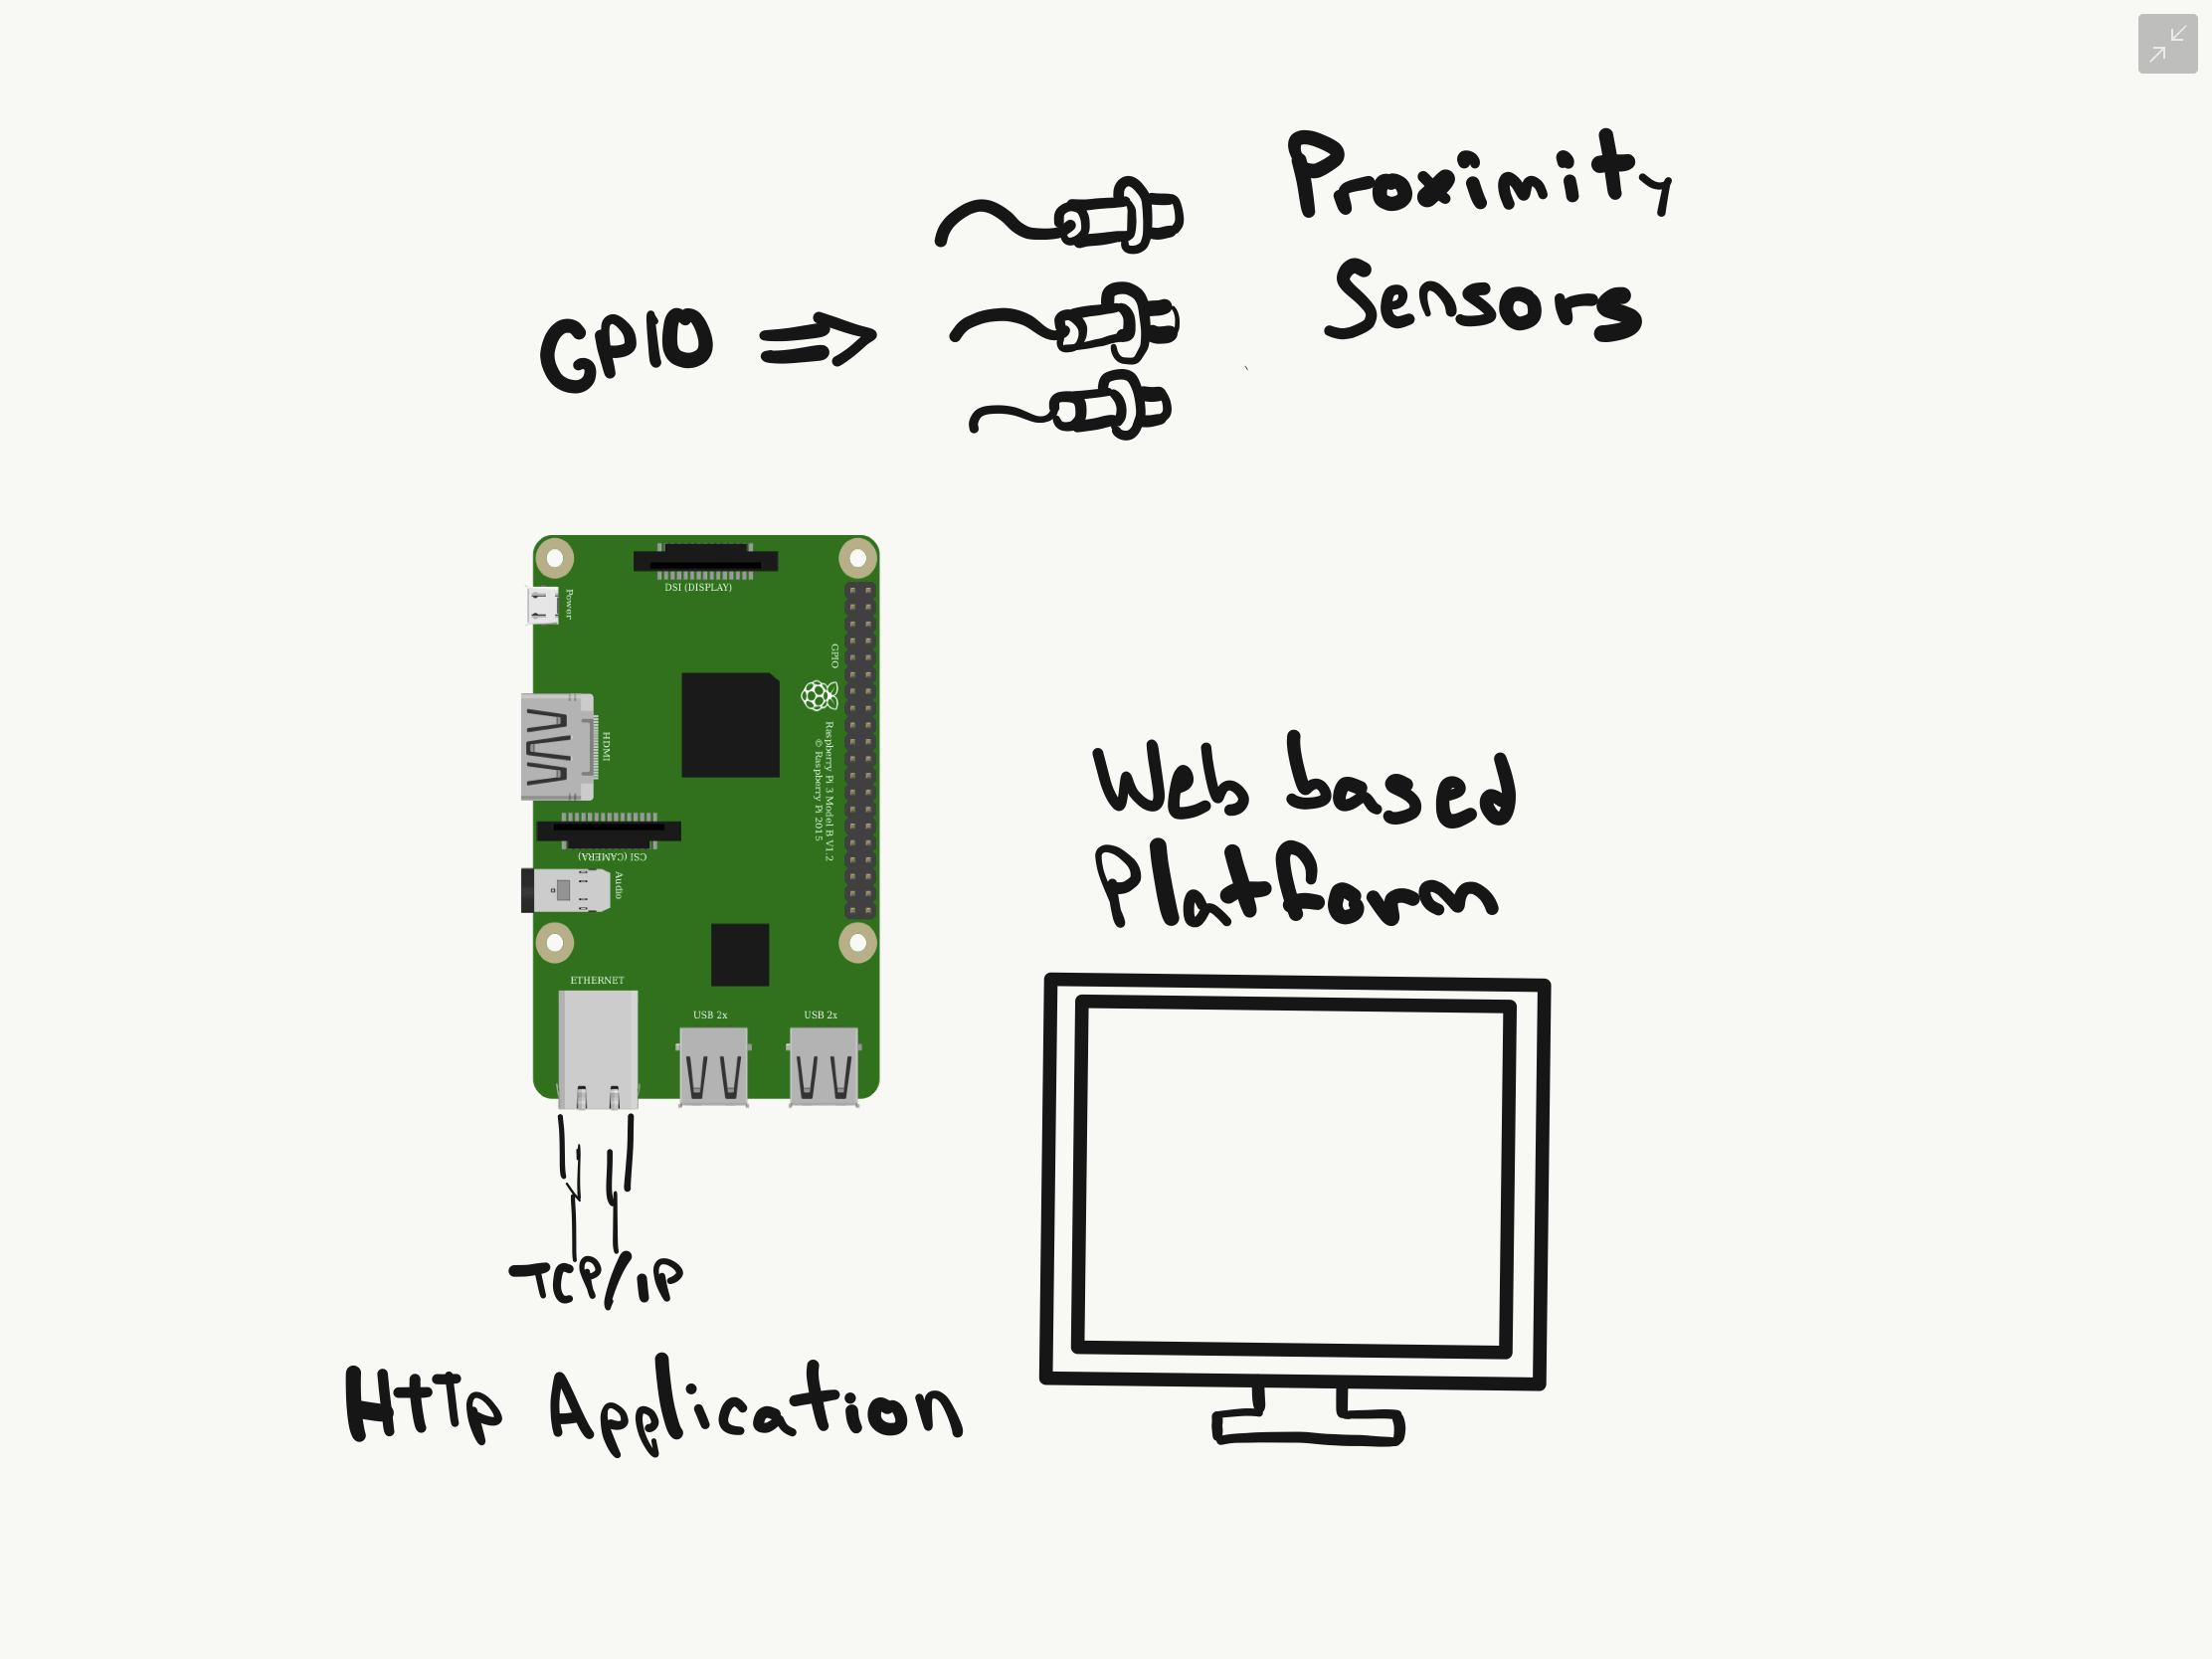 Proximity
Sensors
GPIO ⇒
DSI (DISPLAY)
Power
GPIO
HDMI
Raspberry Pi 3 Model B V1.2
© Raspberry Pi 2015
CSI (CAMERA)
Audio
ETHERNET
USB 2x
USB 2x
Web based
Platform
TCP/IP
HtTp Application